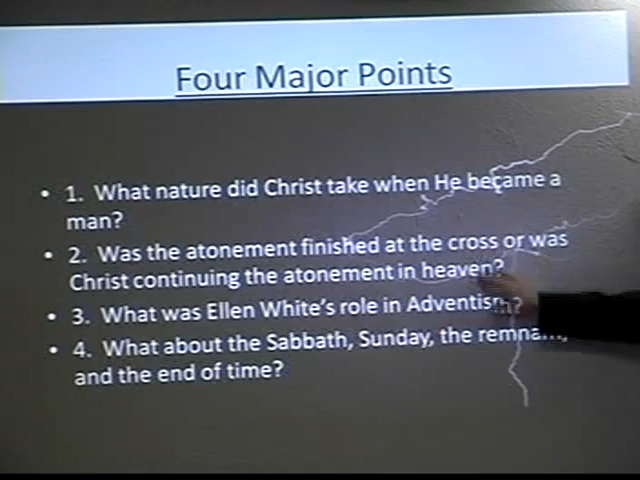 Four Major Points
• 1. What nature did Christ take when He became a
man?
• 2. Was the atonement finished at the cross or was
Christ continuing the atonement in heaven?
• 3. What was Ellen White's role in Adventism?
• 4. What about the Sabbath, Sunday, the remnant,
and the end of time?